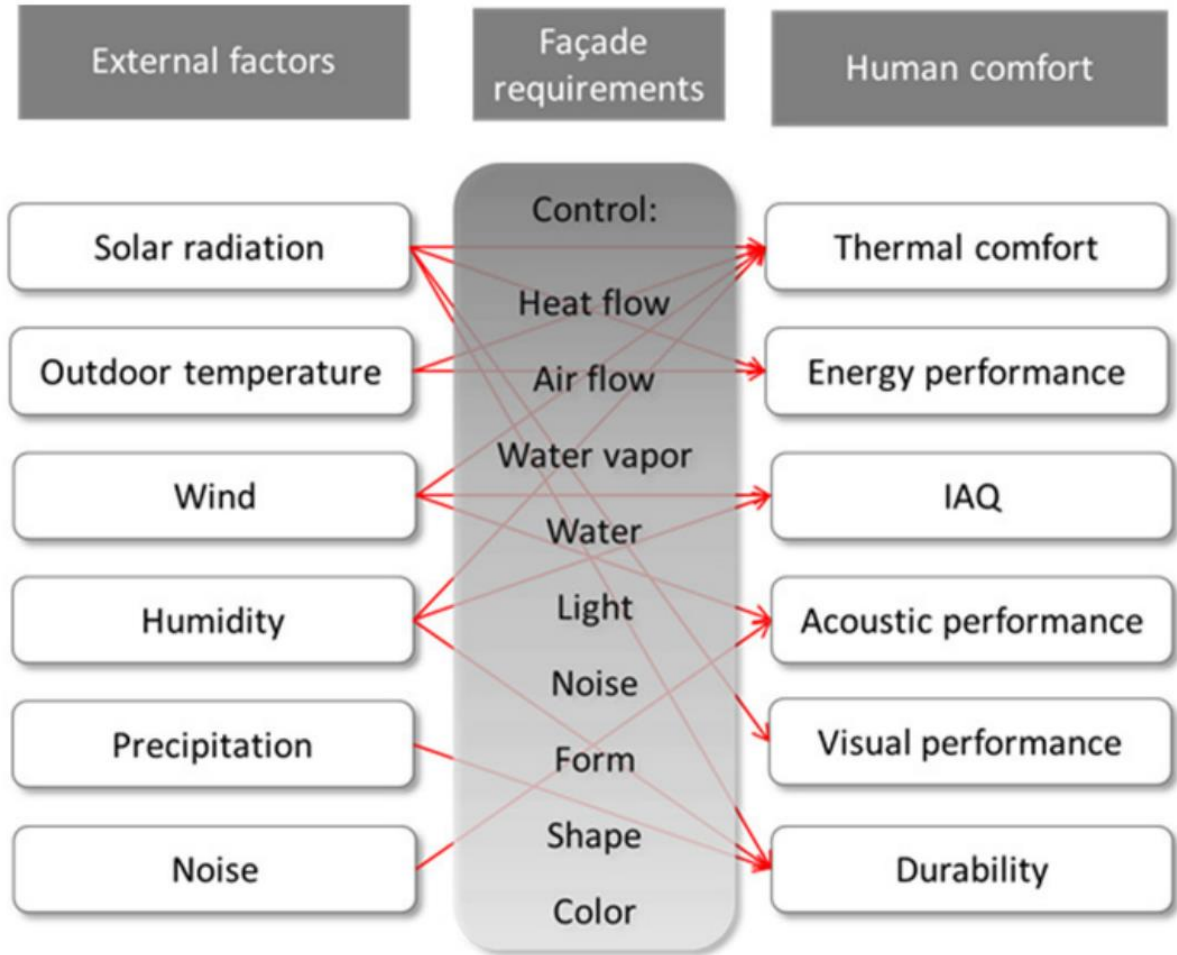 External factors
Façade
requirements
Human comfort
Solar radiation
Outdoor temperature
Wind
Humidity
Precipitation
Noise
Control:
Heat flow
Air flow
Water vapor
Water
Light
Noise
Form
Shape
Color
Thermal comfort
Energy performance
IAQ
Acoustic performance
Visual performance
Durability